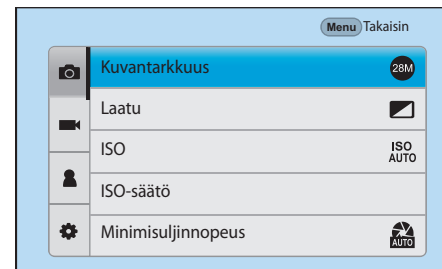 Menu Takaisin
Kuvantarkkuus 28M
Laatu
ISO ISO AUTO
ISO-säätö
Minimisuljinnopeus AUTO